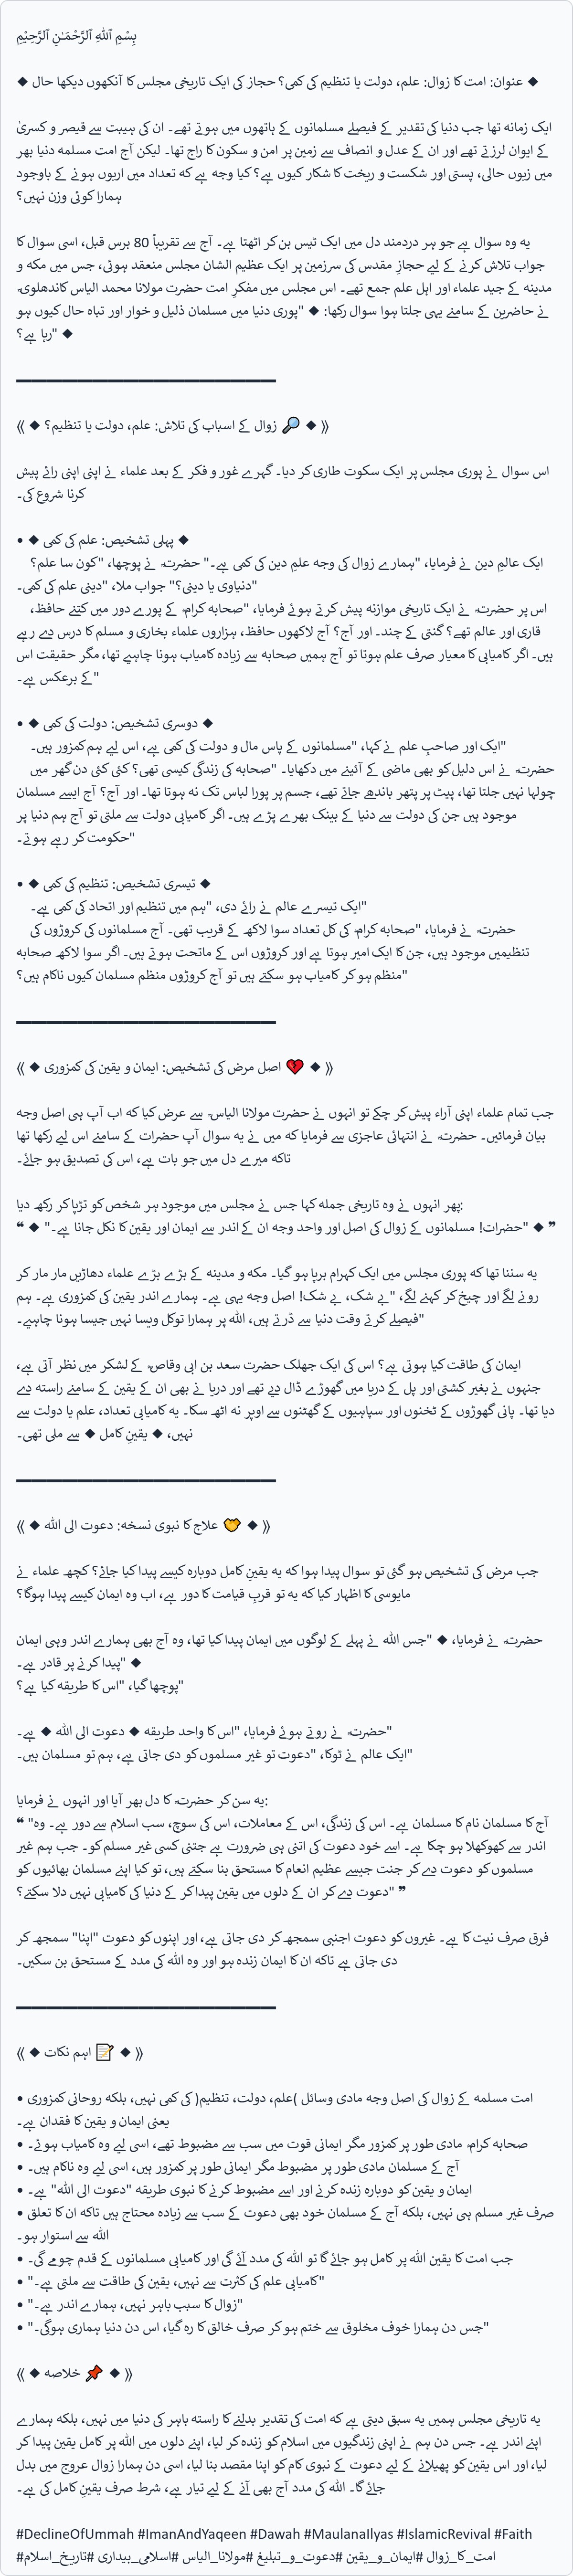 بِسْمِ ٱللَّٰهِ ٱلرَّحْمَـٰنِ ٱلرَّحِيْمِ
◆ عنوان: امت کا زوال: علم، دولت یا تنظیم کی کمی؟ حجاز کی ایک تاریخی مجلس کا آنکھوں دیکھا حال ◆
ایک زمانہ تھا جب دنیا کی تقدیر کے فیصلے مسلمانوں کے ہاتھوں میں ہوتے تھے۔ ان کی ہیبت سے قیصر و کسریٰ
کے ایوان لرزتے تھے اور ان کے عدل و انصاف سے زمین پر امن و سکون کا راج تھا۔ لیکن آج امت مسلمہ دنیا بھر
میں زبوں حالی، پستی اور شکست و ریخت کا شکار کیوں ہے؟ کیا وجہ ہے کہ تعداد میں اربوں ہونے کے باوجود
ہمارا کوئی وزن نہیں؟
یہ وہ سوال ہے جو ہر دردمند دل میں ایک ٹیس بن کر اٹھتا ہے۔ آج سے تقریباً 80 برس قبل، اسی سوال کا
جواب تلاش کرنے کے لیے حجازِ مقدس کی سرزمین پر ایک عظیم الشان مجلس منعقد ہوئی، جس میں مکہ و
مدینہ کے جید علماء اور اہل علم جمع تھے۔ اس مجلس میں مفکرِ امت حضرت مولانا محمد الیاس کاندھلویؒ
نے حاضرین کے سامنے یہی جلتا ہوا سوال رکھا: ◆ "پوری دنیا میں مسلمان ذلیل و خوار اور تباہ حال کیوں ہو
رہا ہے؟" ◆
《 ◆ 🔎 زوال کے اسباب کی تلاش: علم، دولت یا تنظیم؟ ◆ 》
اس سوال نے پوری مجلس پر ایک سکوت طاری کر دیا۔ گہرے غور و فکر کے بعد علماء نے اپنی اپنی رائے پیش
کرنا شروع کی۔
• ◆ پہلی تشخیص: علم کی کمی ◆
ایک عالمِ دین نے فرمایا، "ہمارے زوال کی وجہ علمِ دین کی کمی ہے۔" حضرتؒ نے پوچھا، "کون سا علم؟
دنیاوی یا دینی؟" جواب ملا، "دینی علم کی کمی۔"
اس پر حضرتؒ نے ایک تاریخی موازنہ پیش کرتے ہوئے فرمایا، "صحابہ کرامؓ کے پورے دور میں کتنے حافظ،
قاری اور عالم تھے؟ گنتی کے چند۔ اور آج؟ آج لاکھوں حافظ، ہزاروں علماء بخاری و مسلم کا درس دے رہے
ہیں۔ اگر کامیابی کا معیار صرف علم ہوتا تو آج ہمیں صحابہ سے زیادہ کامیاب ہونا چاہیے تھا، مگر حقیقت اس
کے برعکس ہے۔"
• ◆ دوسری تشخیص: دولت کی کمی ◆
ایک اور صاحبِ علم نے کہا، "مسلمانوں کے پاس مال و دولت کی کمی ہے، اس لیے ہم کمزور ہیں۔"
حضرتؒ نے اس دلیل کو بھی ماضی کے آئینے میں دکھایا۔ "صحابہ کی زندگی کیسی تھی؟ کئی کئی دن گھر میں
چولہا نہیں جلتا تھا، پیٹ پر پتھر باندھے جاتے تھے، جسم پر پورا لباس تک نہ ہوتا تھا۔ اور آج؟ آج ایسے مسلمان
موجود ہیں جن کی دولت سے دنیا کے بینک بھرے پڑے ہیں۔ اگر کامیابی دولت سے ملتی تو آج ہم دنیا پر
حکومت کر رہے ہوتے۔"
• ◆ تیسری تشخیص: تنظیم کی کمی ◆
ایک تیسرے عالم نے رائے دی، "ہم میں تنظیم اور اتحاد کی کمی ہے۔"
حضرتؒ نے فرمایا، "صحابہ کرامؓ کی کل تعداد سوا لاکھ کے قریب تھی۔ آج مسلمانوں کی کروڑوں کی
تنظیمیں موجود ہیں، جن کا ایک امیر ہوتا ہے اور کروڑوں اس کے ماتحت ہوتے ہیں۔ اگر سوا لاکھ صحابہ
منظم ہو کر کامیاب ہو سکتے ہیں تو آج کروڑوں منظم مسلمان کیوں ناکام ہیں؟"
《 ◆ 💔 اصل مرض کی تشخیص: ایمان و یقین کی کمزوری ◆ 》
جب تمام علماء اپنی آراء پیش کر چکے تو انہوں نے حضرت مولانا الیاسؒ سے عرض کیا کہ اب آپ ہی اصل وجہ
بیان فرمائیں۔ حضرتؒ نے انتہائی عاجزی سے فرمایا کہ میں نے یہ سوال آپ حضرات کے سامنے اس لیے رکھا تھا
تاکہ میرے دل میں جو بات ہے، اس کی تصدیق ہو جائے۔
پھر انہوں نے وہ تاریخی جملہ کہا جس نے مجلس میں موجود ہر شخص کو تڑپا کر رکھ دیا:
❝ ◆ "حضرات! مسلمانوں کے زوال کی اصل اور واحد وجہ ان کے اندر سے ایمان اور یقین کا نکل جانا ہے۔" ◆ ❞
یہ سننا تھا کہ پوری مجلس میں ایک کہرام برپا ہو گیا۔ مکہ و مدینہ کے بڑے بڑے علماء دھاڑیں مار مار کر
رونے لگے اور چیخ کر کہنے لگے، "بے شک، بے شک! اصل وجہ یہی ہے۔ ہمارے اندر یقین کی کمزوری ہے۔ ہم
فیصلے کرتے وقت دنیا سے ڈرتے ہیں، اللہ پر ہمارا توکل ویسا نہیں جیسا ہونا چاہیے۔"
ایمان کی طاقت کیا ہوتی ہے؟ اس کی ایک جھلک حضرت سعد بن ابی وقاصؓ کے لشکر میں نظر آتی ہے،
جنہوں نے بغیر کشتی اور پل کے دریا میں گھوڑے ڈال دیے تھے اور دریا نے بھی ان کے یقین کے سامنے راستہ دے
دیا تھا۔ پانی گھوڑوں کے ٹخنوں اور سپاہیوں کے گھٹنوں سے اوپر نہ اٹھ سکا۔ یہ کامیابی تعداد، علم یا دولت سے
نہیں، ◆ یقینِ کامل ◆ سے ملی تھی۔
《 ◆ 🤝 علاج کا نبوی نسخہ: دعوت الی اللہ ◆ 》
جب مرض کی تشخیص ہو گئی تو سوال پیدا ہوا کہ یہ یقینِ کامل دوبارہ کیسے پیدا کیا جائے؟ کچھ علماء نے
مایوسی کا اظہار کیا کہ یہ تو قربِ قیامت کا دور ہے، اب وہ ایمان کیسے پیدا ہوگا؟
حضرتؒ نے فرمایا، ◆ "جس اللہ نے پہلے کے لوگوں میں ایمان پیدا کیا تھا، وہ آج بھی ہمارے اندر وہی ایمان
پیدا کرنے پر قادر ہے۔" ◆
پوچھا گیا، "اس کا طریقہ کیا ہے؟"
حضرتؒ نے روتے ہوئے فرمایا، "اس کا واحد طریقہ ◆ دعوت الی اللہ ◆ ہے۔"
ایک عالم نے ٹوکا، "دعوت تو غیر مسلموں کو دی جاتی ہے، ہم تو مسلمان ہیں۔"
یہ سن کر حضرتؒ کا دل بھر آیا اور انہوں نے فرمایا:
❝ "آج کا مسلمان نام کا مسلمان ہے۔ اس کی زندگی، اس کے معاملات، اس کی سوچ، سب اسلام سے دور ہے۔ وہ
اندر سے کھوکھلا ہو چکا ہے۔ اسے خود دعوت کی اتنی ہی ضرورت ہے جتنی کسی غیر مسلم کو۔ جب ہم غیر
مسلموں کو دعوت دے کر جنت جیسے عظیم انعام کا مستحق بنا سکتے ہیں، تو کیا اپنے مسلمان بھائیوں کو
دعوت دے کر ان کے دلوں میں یقین پیدا کر کے دنیا کی کامیابی نہیں دلا سکتے؟" ❞
فرق صرف نیت کا ہے۔ غیروں کو دعوت اجنبی سمجھ کر دی جاتی ہے، اور اپنوں کو دعوت "اپنا" سمجھ کر
دی جاتی ہے تاکہ ان کا ایمان زندہ ہو اور وہ اللہ کی مدد کے مستحق بن سکیں۔
《 ◆ 📝 اہم نکات ◆ 》
• امت مسلمہ کے زوال کی اصل وجہ مادی وسائل (علم، دولت، تنظیم) کی کمی نہیں، بلکہ روحانی کمزوری
یعنی ایمان و یقین کا فقدان ہے۔
• صحابہ کرامؓ مادی طور پر کمزور مگر ایمانی قوت میں سب سے مضبوط تھے، اسی لیے وہ کامیاب ہوئے۔
• آج کے مسلمان مادی طور پر مضبوط مگر ایمانی طور پر کمزور ہیں، اسی لیے وہ ناکام ہیں۔
• ایمان و یقین کو دوبارہ زندہ کرنے اور اسے مضبوط کرنے کا نبوی طریقہ "دعوت الی اللہ" ہے۔
• صرف غیر مسلم ہی نہیں، بلکہ آج کے مسلمان خود بھی دعوت کے سب سے زیادہ محتاج ہیں تاکہ ان کا تعلق
اللہ سے استوار ہو۔
• جب امت کا یقین اللہ پر کامل ہو جائے گا تو اللہ کی مدد آئے گی اور کامیابی مسلمانوں کے قدم چومے گی۔
• "کامیابی علم کی کثرت سے نہیں، یقین کی طاقت سے ملتی ہے۔"
• "زوال کا سبب باہر نہیں، ہمارے اندر ہے۔"
• "جس دن ہمارا خوف مخلوق سے ختم ہو کر صرف خالق کا رہ گیا، اس دن دنیا ہماری ہوگی۔"
《 ◆ 📌 خلاصہ ◆ 》
یہ تاریخی مجلس ہمیں یہ سبق دیتی ہے کہ امت کی تقدیر بدلنے کا راستہ باہر کی دنیا میں نہیں، بلکہ ہمارے
اپنے اندر ہے۔ جس دن ہم نے اپنی زندگیوں میں اسلام کو زندہ کر لیا، اپنے دلوں میں اللہ پر کامل یقین پیدا کر
لیا، اور اس یقین کو پھیلانے کے لیے دعوت کے نبوی کام کو اپنا مقصد بنا لیا، اسی دن ہمارا زوال عروج میں بدل
جائے گا۔ اللہ کی مدد آج بھی آنے کے لیے تیار ہے، شرط صرف یقینِ کامل کی ہے۔
#DeclineOfUmmah #ImanAndYaqeen #Dawah #MaulanaIlyas #IslamicRevival #Faith
#امت_کا_زوال #ایمان_و_یقین #دعوت_و_تبلیغ #مولانا_الیاس #اسلامی_بیداری #تاریخ_اسلام